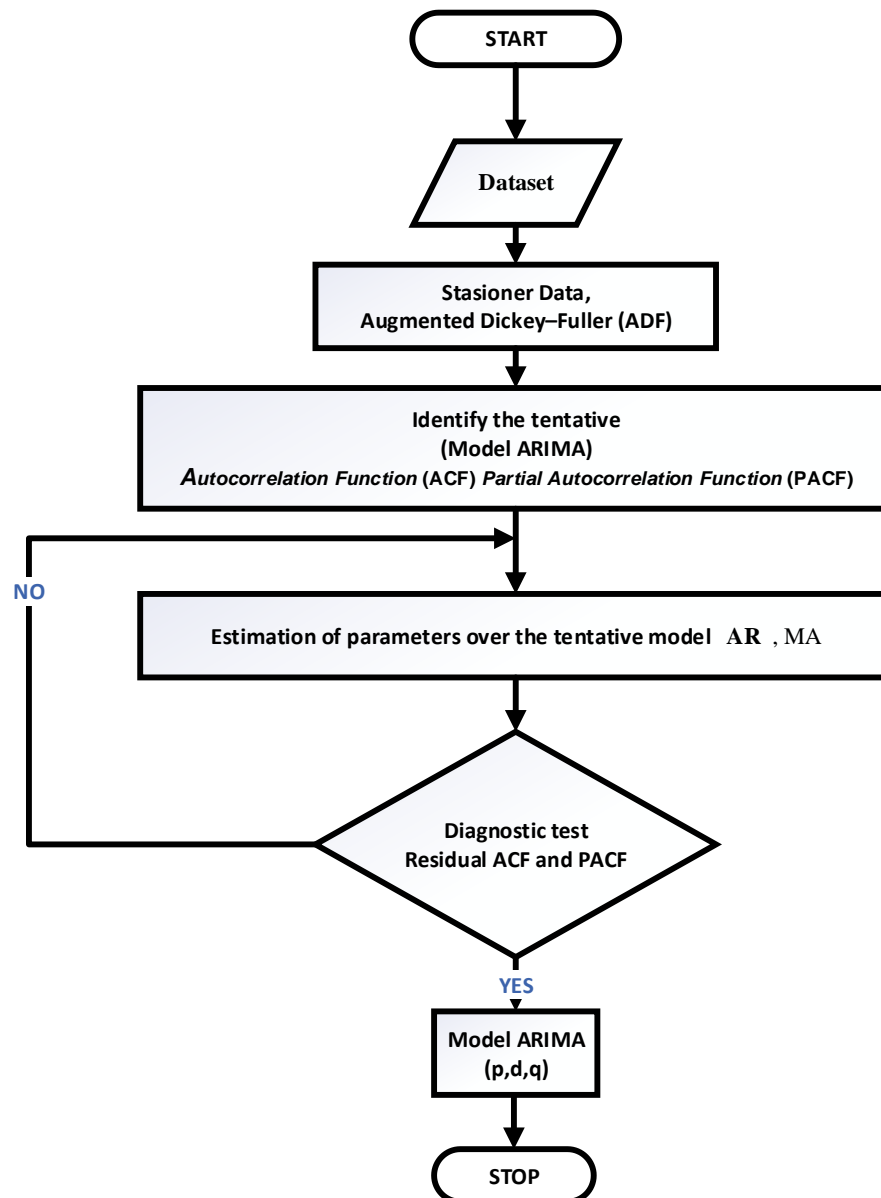 START
Dataset
Stasioner Data,
Augmented Dickey–Fuller (ADF)
Identify the tentative
(Model ARIMA)
Autocorrelation Function (ACF) Partial Autocorrelation Function (PACF)
NO
Estimation of parameters over the tentative model AR , MA
Diagnostic test
Residual ACF and PACF
YES
Model ARIMA
(p,d,q)
STOP